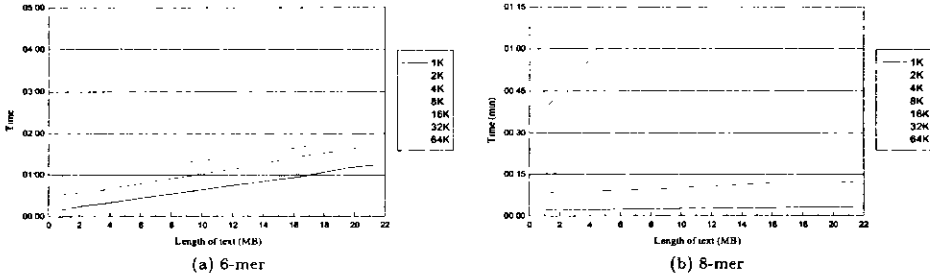 05:00
04:00
03:00
02:00
01:00
00:00
Time
0 2 4 6 8 10 12 14 16 18 20 22
Length of text (MB)
1K
2K
4K
8K
16K
32K
64K
(a) 6-mer
01:15
01:00
00:45
00:30
00:15
00:00
Time (min)
0 2 4 6 8 10 12 14 16 18 20 22
Length of text (MB)
1K
2K
4K
8K
16K
32K
64K
(b) 8-mer